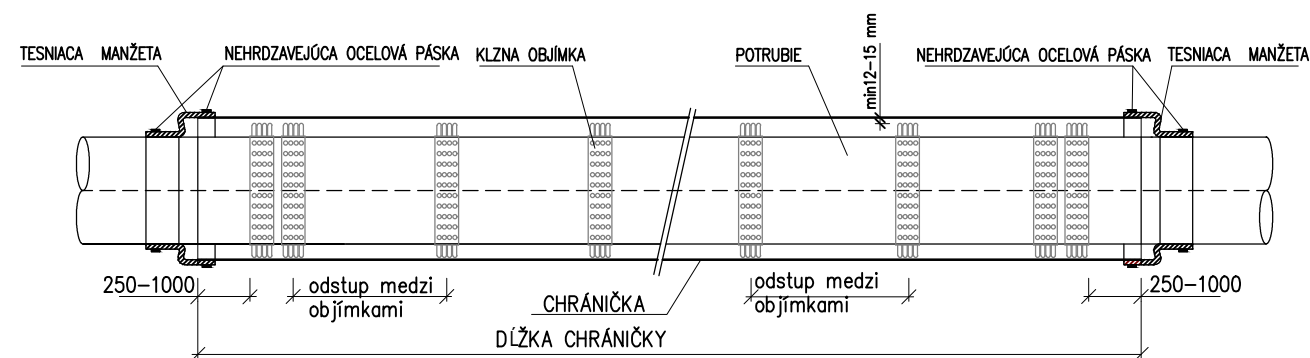 TESNIACA MANŽETA
NEHRDZAVEJÚCA OCELOVÁ PÁSKA
KLZNA OBJÍMKA
POTRUBIE
min12-15 mm
NEHRDZAVEJÚCA OCELOVÁ PÁSKA
TESNIACA MANŽETA
250-1000
odstup medzi
objímkami
CHRÁNIČKA
odstup medzi
objímkami
250-1000
DĹŽKA CHRÁNIČKY